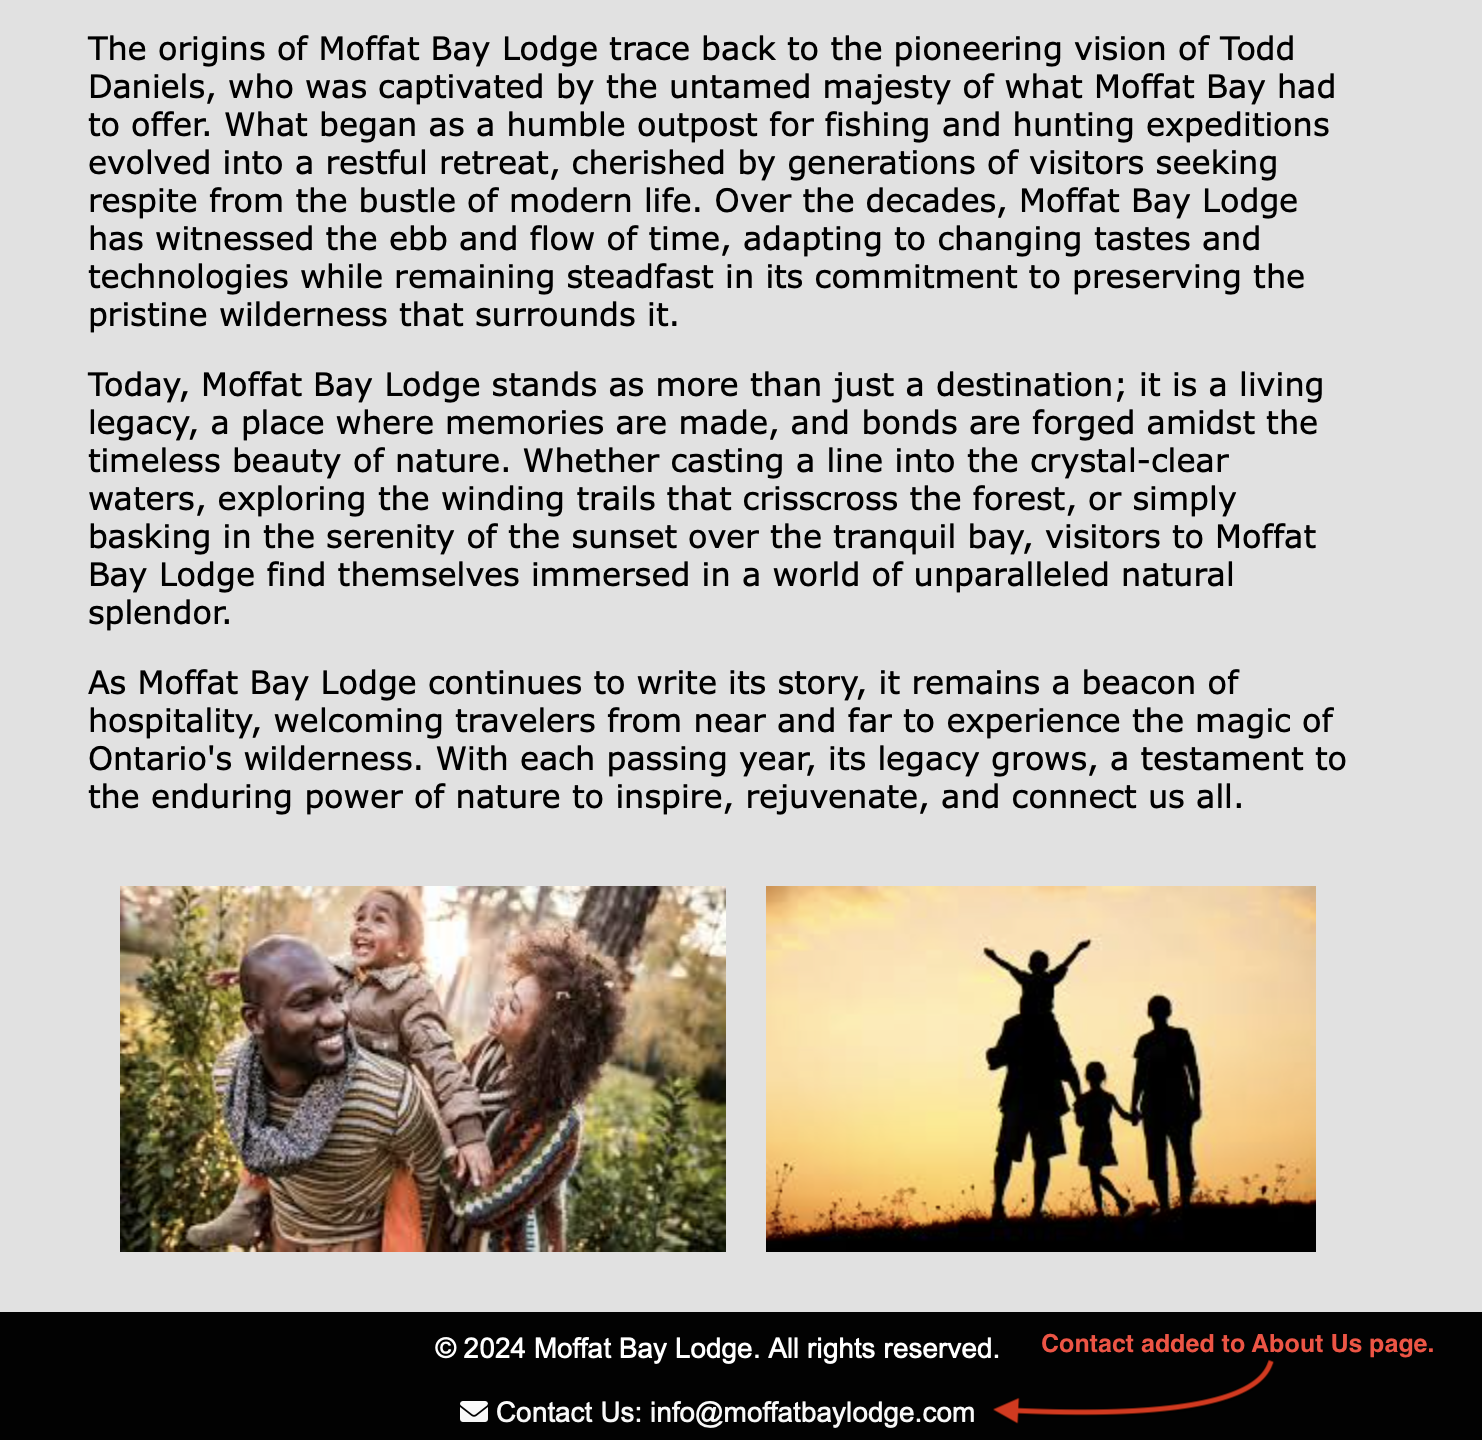 The origins of Moffat Bay Lodge trace back to the pioneering vision of Todd
Daniels, who was captivated by the untamed majesty of what Moffat Bay had
to offer. What began as a humble outpost for fishing and hunting expeditions
evolved into a restful retreat, cherished by generations of visitors seeking
respite from the bustle of modern life. Over the decades, Moffat Bay Lodge
has witnessed the ebb and flow of time, adapting to changing tastes and
technologies while remaining steadfast in its commitment to preserving the
pristine wilderness that surrounds it.
Today, Moffat Bay Lodge stands as more than just a destination; it is a living
legacy, a place where memories are made, and bonds are forged amidst the
timeless beauty of nature. Whether casting a line into the crystal-clear
waters, exploring the winding trails that crisscross the forest, or simply
basking in the serenity of the sunset over the tranquil bay, visitors to Moffat
Bay Lodge find themselves immersed in a world of unparalleled natural
splendor.
As Moffat Bay Lodge continues to write its story, it remains a beacon of
hospitality, welcoming travelers from near and far to experience the magic of
Ontario's wilderness. With each passing year, its legacy grows, a testament to
the enduring power of nature to inspire, rejuvenate, and connect us all.
© 2024 Moffat Bay Lodge. All rights reserved.
Contact added to About Us page.
Contact Us: info@moffatbaylodge.com